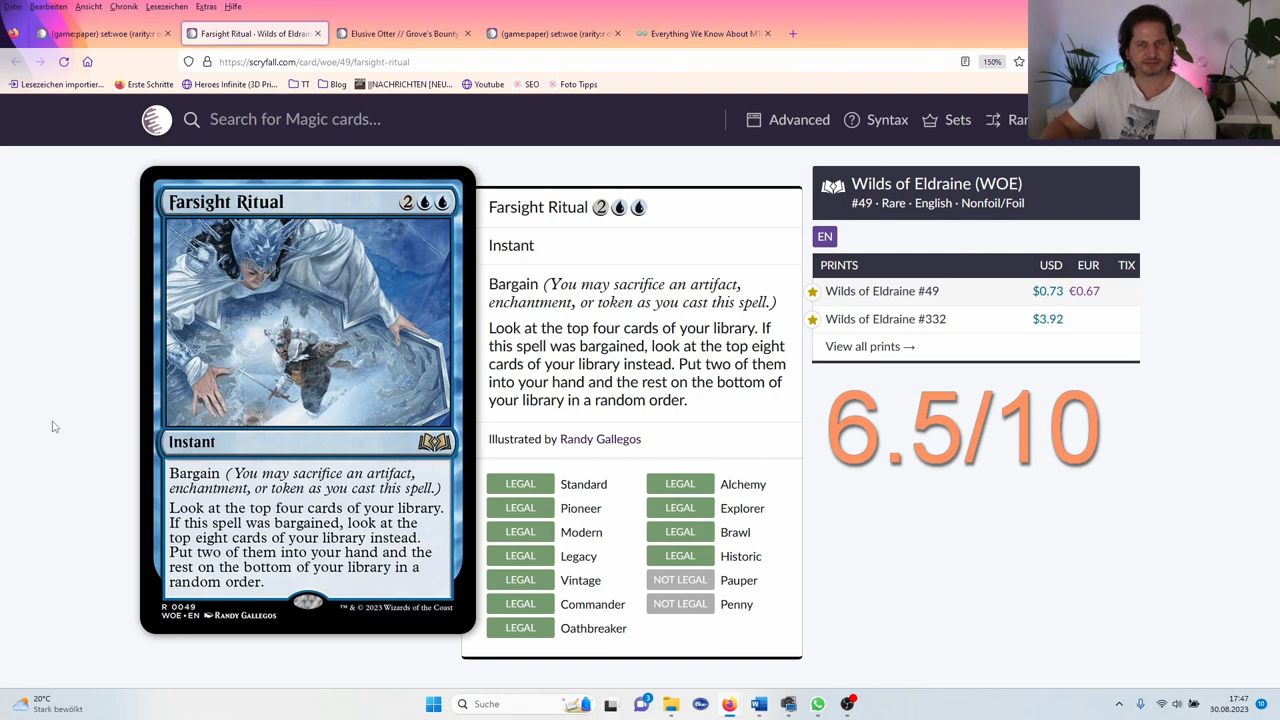 Datei Bearbeiten Ansicht Chronik Lesezeichen Extras Hilfe
(game:paper) set:woe (rarity:r o
Farsight Ritual · Wilds of Eldrain
Elusive Otter // Grove's Bounty
(game:paper) set:woe (rarity:r o
Everything We Know About MT
https://scryfall.com/card/woe/49/farsight-ritual
150%
Lesezeichen importier...
Erste Schritte
Heroes Infinite (3D Pri...
TT
Blog
||NACHRICHTEN [NEU...
Youtube
SEO
Foto Tipps
Search for Magic cards...
Advanced
Syntax
Sets
Ran
Farsight Ritual 2
Instant
Bargain (You may sacrifice an artifact,
enchantment, or token as you cast this spell.)
Look at the top four cards of your library.
If this spell was bargained, look at the
top eight cards of your library instead.
Put two of them into your hand and the
rest on the bottom of your library in a
random order.
R 0049
WOE • EN RANDY GALLEGOS
™ & © 2023 Wizards of the Coast
Farsight Ritual 2
Instant
Bargain (You may sacrifice an artifact,
enchantment, or token as you cast this spell.)
Look at the top four cards of your library. If
this spell was bargained, look at the top eight
cards of your library instead. Put two of them
into your hand and the rest on the bottom of
your library in a random order.
Illustrated by Randy Gallegos
LEGAL Standard LEGAL Alchemy
LEGAL Pioneer LEGAL Explorer
LEGAL Modern LEGAL Brawl
LEGAL Legacy LEGAL Historic
LEGAL Vintage NOT LEGAL Pauper
LEGAL Commander NOT LEGAL Penny
LEGAL Oathbreaker
Wilds of Eldraine (WOE)
#49 · Rare · English · Nonfoil/Foil
EN
PRINTS USD EUR TIX
Wilds of Eldraine #49 $0.73 €0.67
Wilds of Eldraine #332 $3.92
View all prints →
6.5/10
20°C
Stark bewölkt
Suche
3
17:47
30.08.2023
10